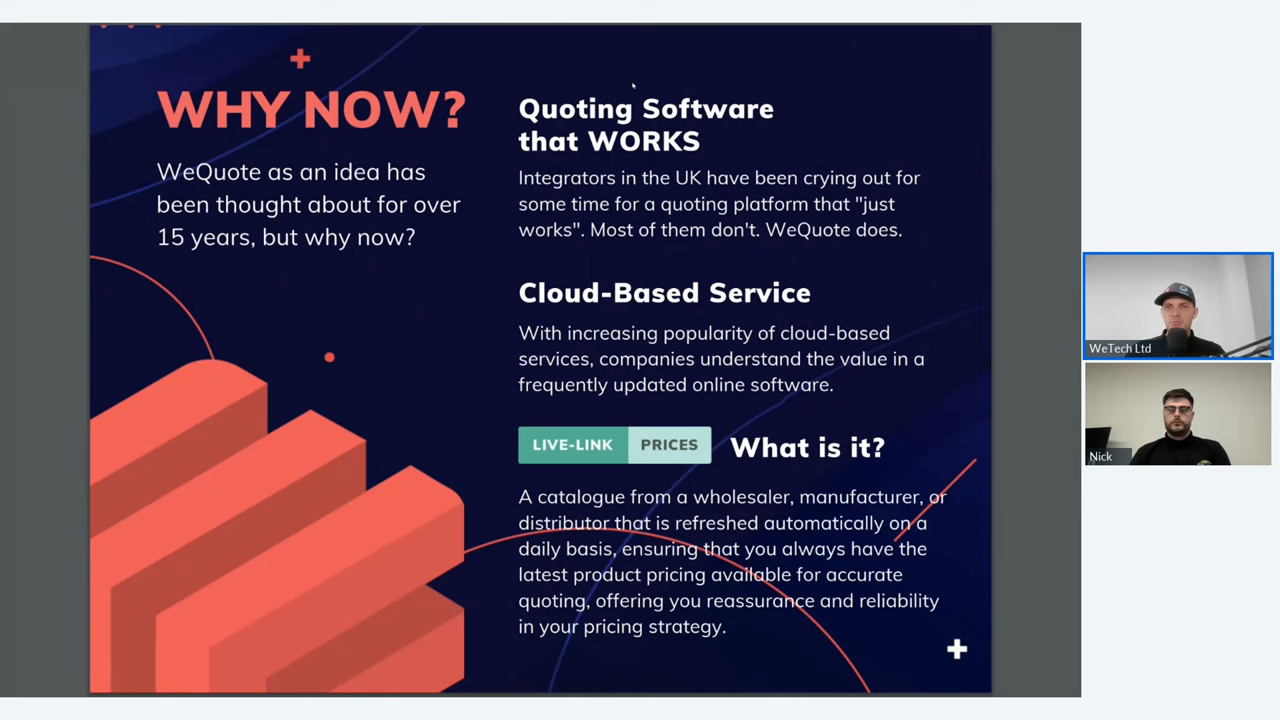 WHY NOW?
WeQuote as an idea has
been thought about for over
15 years, but why now?
Quoting Software
that WORKS
Integrators in the UK have been crying out for
some time for a quoting platform that "just
works". Most of them don't. WeQuote does.
Cloud-Based Service
With increasing popularity of cloud-based
services, companies understand the value in a
frequently updated online software.
LIVE-LINK PRICES What is it?
A catalogue from a wholesaler, manufacturer, or
distributor that is refreshed automatically on a
daily basis, ensuring that you always have the
latest product pricing available for accurate
quoting, offering you reassurance and reliability
in your pricing strategy.
WeTech Ltd
Nick